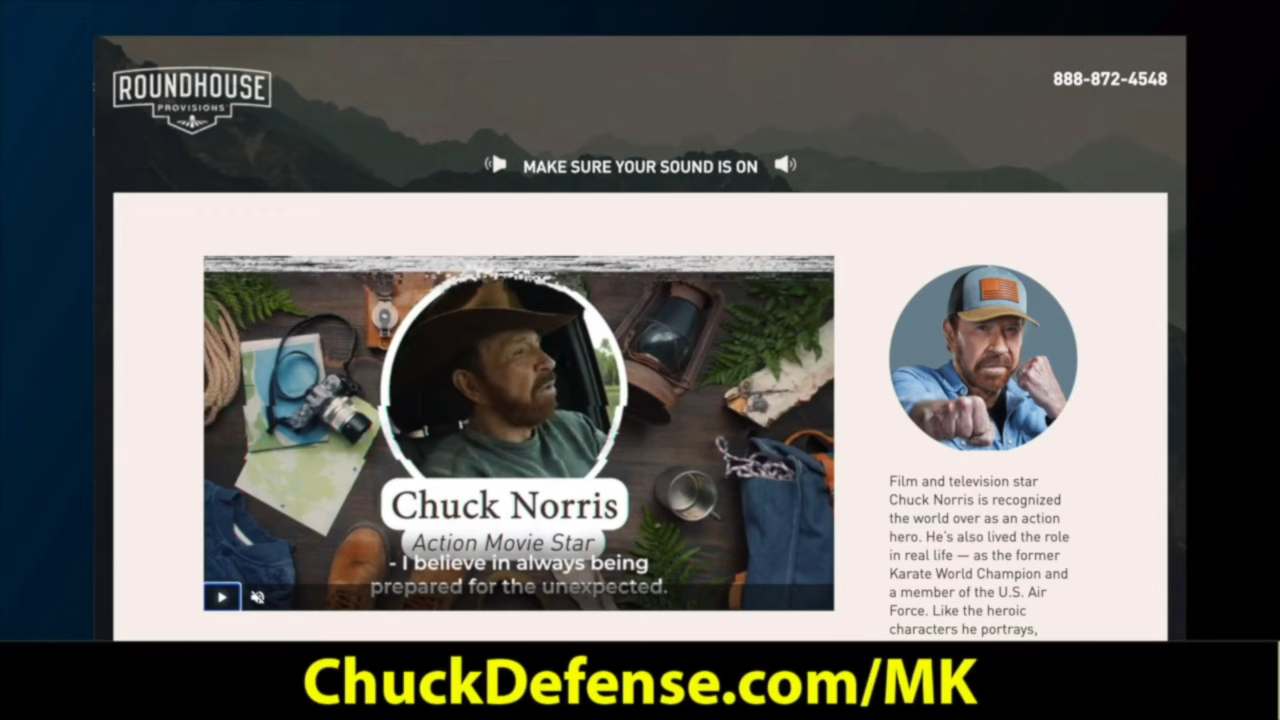 ROUNDHOUSE
PROVISIONS
888-872-4548
MAKE SURE YOUR SOUND IS ON
Chuck Norris
Action Movie Star
- I believe in always being
prepared for the unexpected.
Film and television star
Chuck Norris is recognized
the world over as an action
hero. He's also lived the role
in real life — as the former
Karate World Champion and
a member of the U.S. Air
Force. Like the heroic
characters he portrays,
ChuckDefense.com/MK